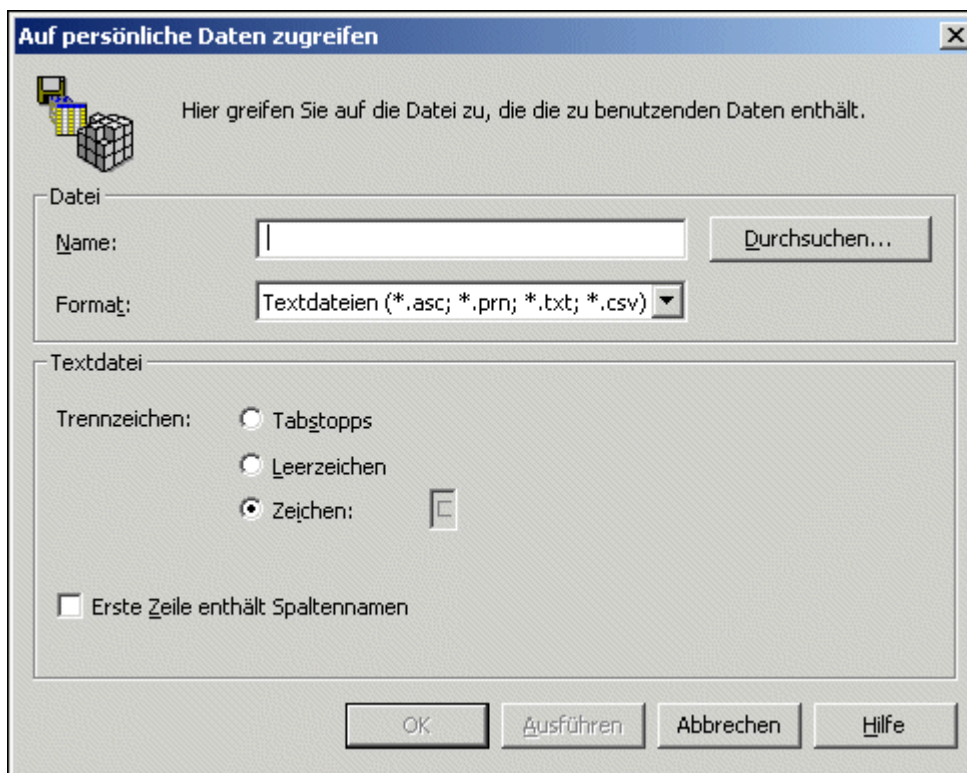 Auf persönliche Daten zugreifen
Hier greifen Sie auf die Datei zu, die die zu benutzenden Daten enthält.
Datei
Name:
Durchsuchen...
Format:
Textdateien (*.asc; *.prn; *.txt; *.csv)
Textdatei
Trennzeichen:
Tabstopps
Leerzeichen
Zeichen:
Erste Zeile enthält Spaltennamen
OK
Ausführen
Abbrechen
Hilfe